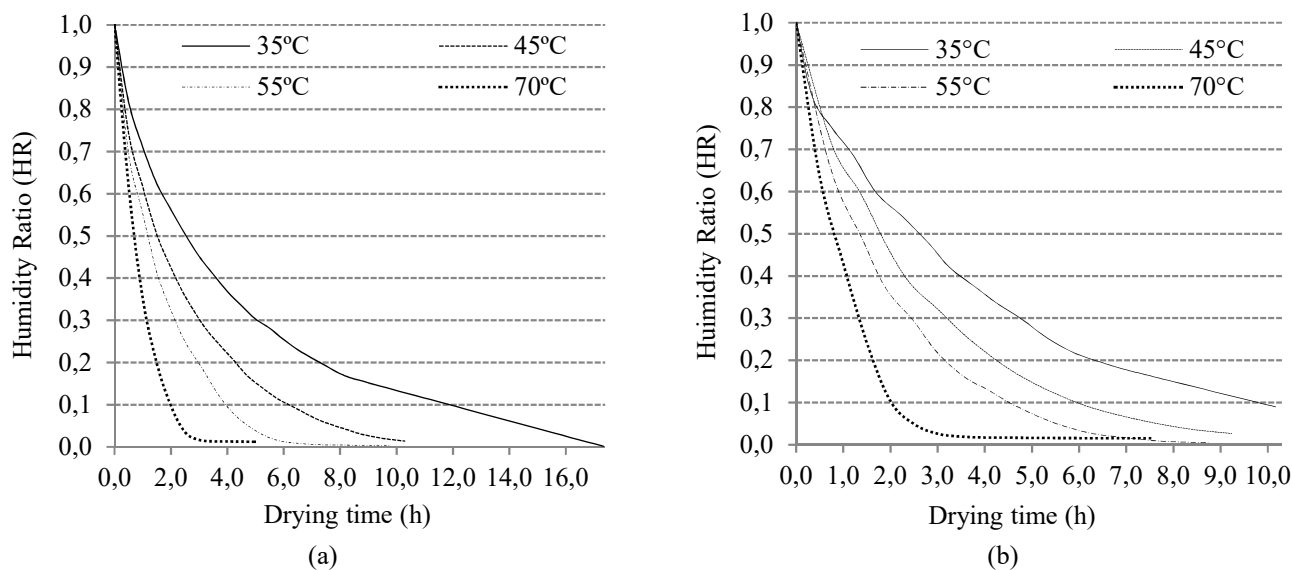 1,0
0,9
0,8
0,7
0,6
0,5
0,4
0,3
0,2
0,1
0,0
Humidity Ratio (HR)
35ºC 45ºC
55ºC 70ºC
0,0 2,0 4,0 6,0 8,0 10,0 12,0 14,0 16,0
Drying time (h)
(a)
1,0
0,9
0,8
0,7
0,6
0,5
0,4
0,3
0,2
0,1
0,0
Huimidity Ratio (HR)
35°C 45°C
55°C 70°C
0,0 1,0 2,0 3,0 4,0 5,0 6,0 7,0 8,0 9,0 10,0
Drying time (h)
(b)